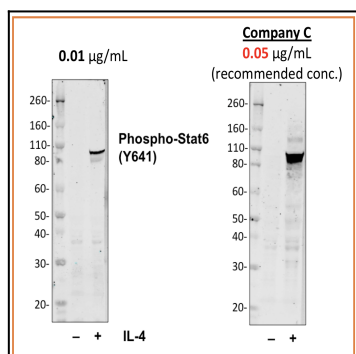 Company C
0.01 µg/mL
0.05 µg/mL
(recommended conc.)
260-
160-
110-
80-
60-
50-
40-
30-
20-
Phospho-Stat6
(Y641)
260-
160-
110-
80-
60-
50-
40-
30-
20-
– + IL-4
– +